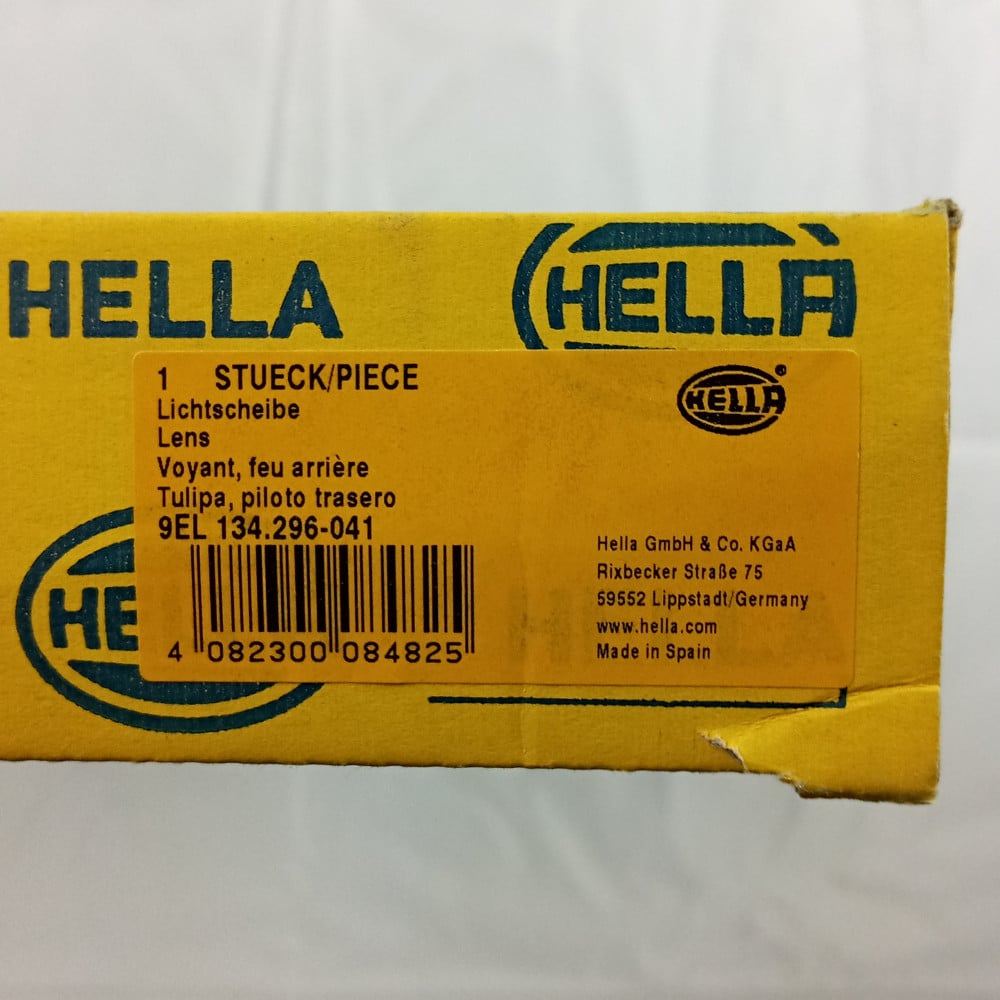 HELLA
HELLA
1 STUECK/PIECE
HELLA ®
Lichtscheibe
Lens
Voyant, feu arrière
Tulipa, piloto trasero
9EL 134.296-041
4 082300 084825
HE
Hella GmbH & Co. KGaA
Rixbecker Straße 75
59552 Lippstadt/Germany
www.hella.com
Made in Spain